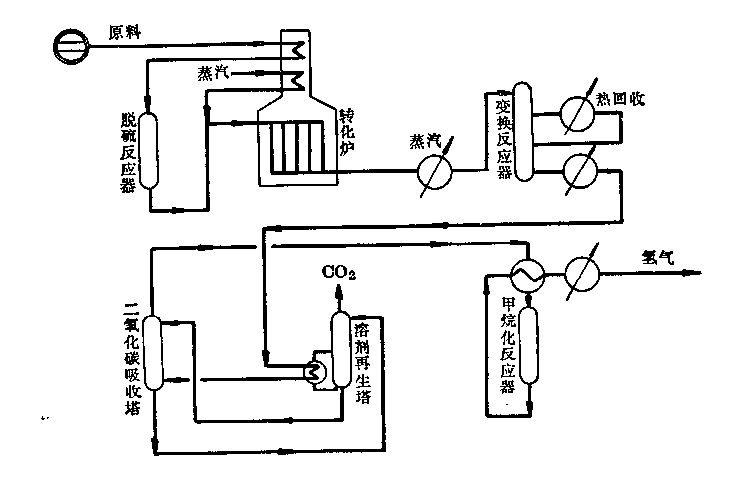 原料
蒸汽
脱硫反应器
转化炉
蒸汽
变换反应器
热回收
氢气
CO₂
二氧化碳吸收塔
溶剂再生塔
甲烷化反应器